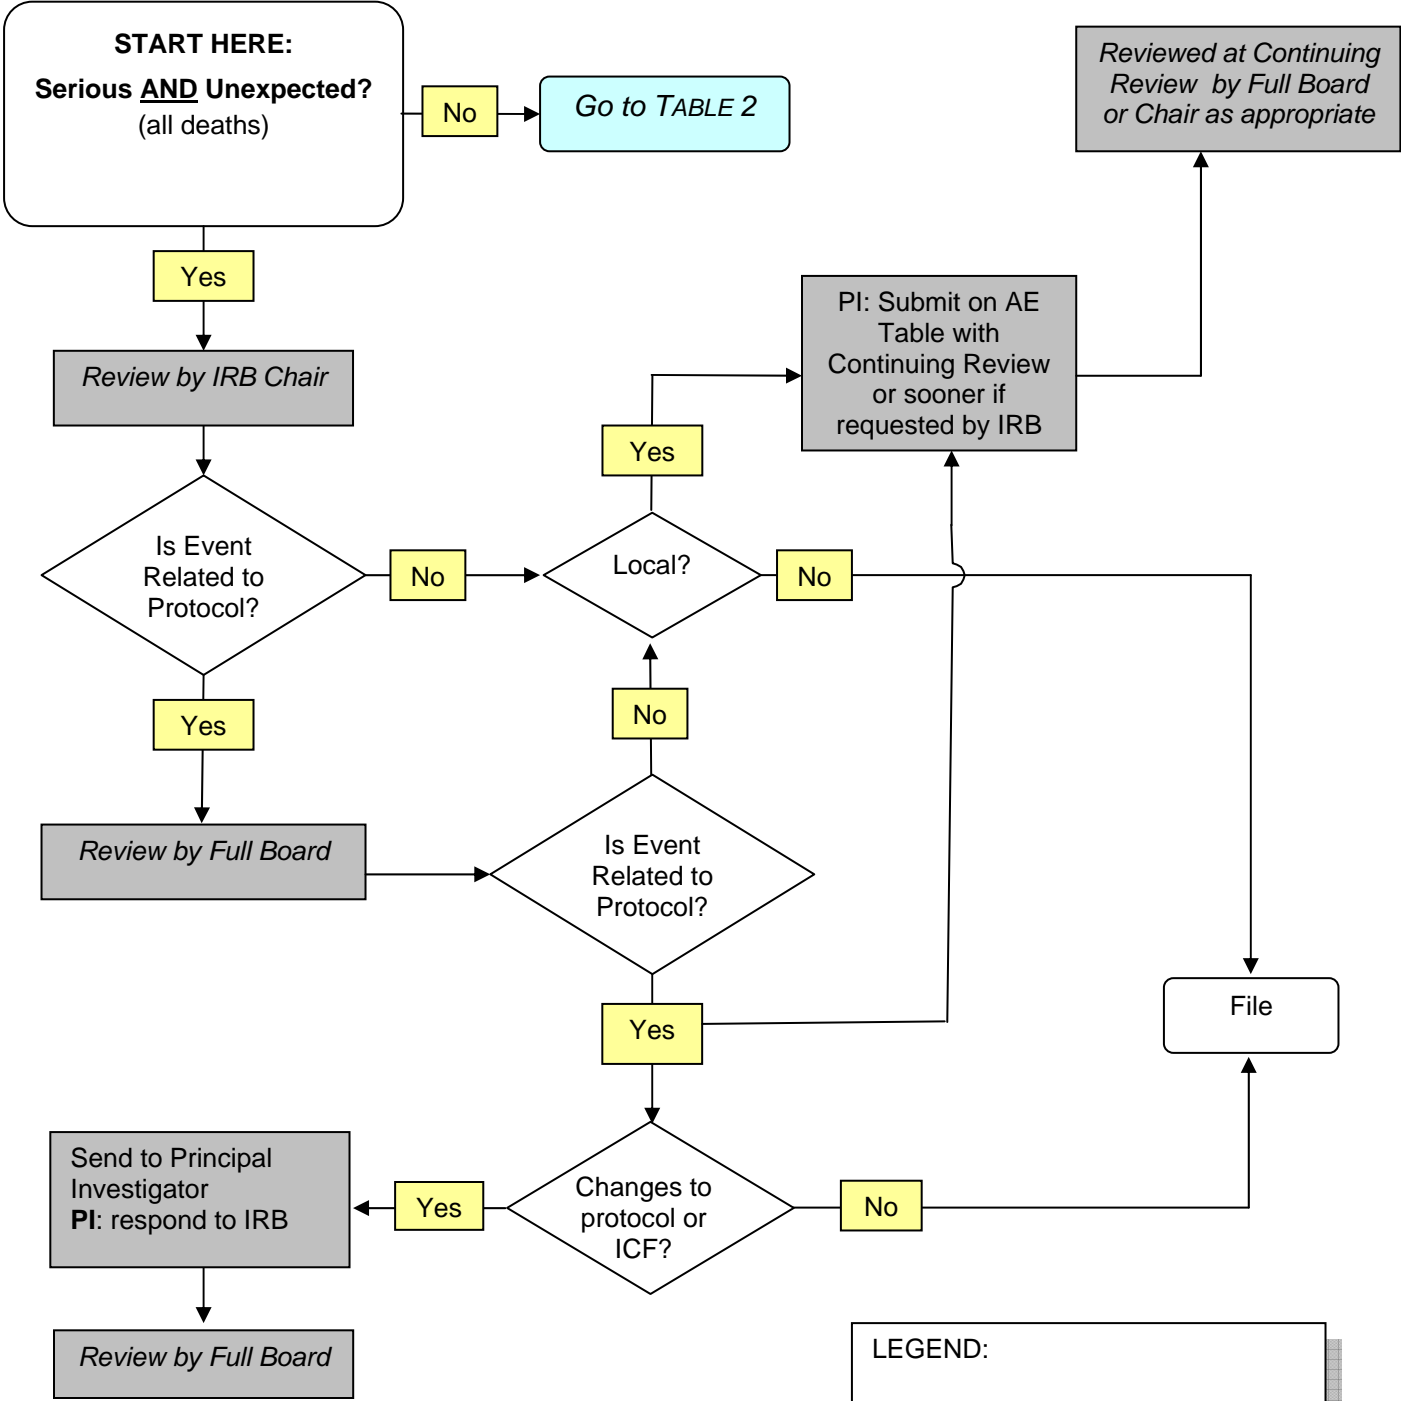 START HERE:
Serious AND Unexpected?
(all deaths)
No
Go to TABLE 2
Reviewed at Continuing
Review by Full Board
or Chair as appropriate
Yes
Review by IRB Chair
PI: Submit on AE
Table with
Continuing Review
or sooner if
requested by IRB
Yes
Is Event
Related to
Protocol?
No
Local?
No
Yes
No
Review by Full Board
Is Event
Related to
Protocol?
Yes
File
Send to Principal
Investigator
PI: respond to IRB
Yes
Changes to
protocol or
ICF?
No
Review by Full Board
LEGEND: